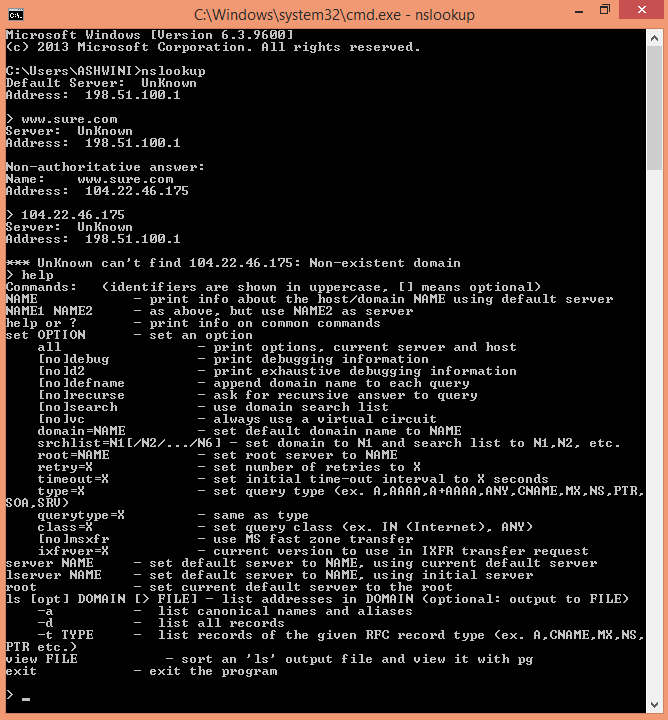 C:\Windows\system32\cmd.exe - nslookup
Microsoft Windows [Version 6.3.9600]
(c) 2013 Microsoft Corporation. All rights reserved.
C:\Users\ASHWINI>nslookup
Default Server:  UnKnown
Address:  198.51.100.1
> www.sure.com
Server:  UnKnown
Address:  198.51.100.1
Non-authoritative answer:
Name:    www.sure.com
Address:  104.22.46.175
> 104.22.46.175
Server:  UnKnown
Address:  198.51.100.1
*** UnKnown can't find 104.22.46.175: Non-existent domain
> help
Commands:   (identifiers are shown in uppercase, [] means optional)
NAME            - print info about the host/domain NAME using default server
NAME1 NAME2     - as above, but use NAME2 as server
help or ?       - print info on common commands
set OPTION      - set an option
    all                 - print options, current server and host
    [no]debug           - print debugging information
    [no]d2              - print exhaustive debugging information
    [no]defname         - append domain name to each query
    [no]recurse         - ask for recursive answer to query
    [no]search          - use domain search list
    [no]vc              - always use a virtual circuit
    domain=NAME         - set default domain name to NAME
    srchlist=N1[/N2/.../N6] - set domain to N1 and search list to N1,N2, etc.
    root=NAME           - set root server to NAME
    retry=X             - set number of retries to X
    timeout=X           - set initial time-out interval to X seconds
    type=X              - set query type (ex. A,AAAA,A+AAAA,ANY,CNAME,MX,NS,PTR,
SOA,SRV)
    querytype=X         - same as type
    class=X             - set query class (ex. IN (Internet), ANY)
    [no]msxfr           - use MS fast zone transfer
    ixfrver=X           - current version to use in IXFR transfer request
server NAME     - set default server to NAME, using current default server
lserver NAME    - set default server to NAME, using initial server
root            - set current default server to the root
ls [opt] DOMAIN [> FILE] - list addresses in DOMAIN (optional: output to FILE)
    -a          -  list canonical names and aliases
    -d          -  list all records
    -t TYPE     -  list records of the given RFC record type (ex. A,CNAME,MX,NS,
PTR etc.)
view FILE           - sort an 'ls' output file and view it with pg
exit            - exit the program
> _